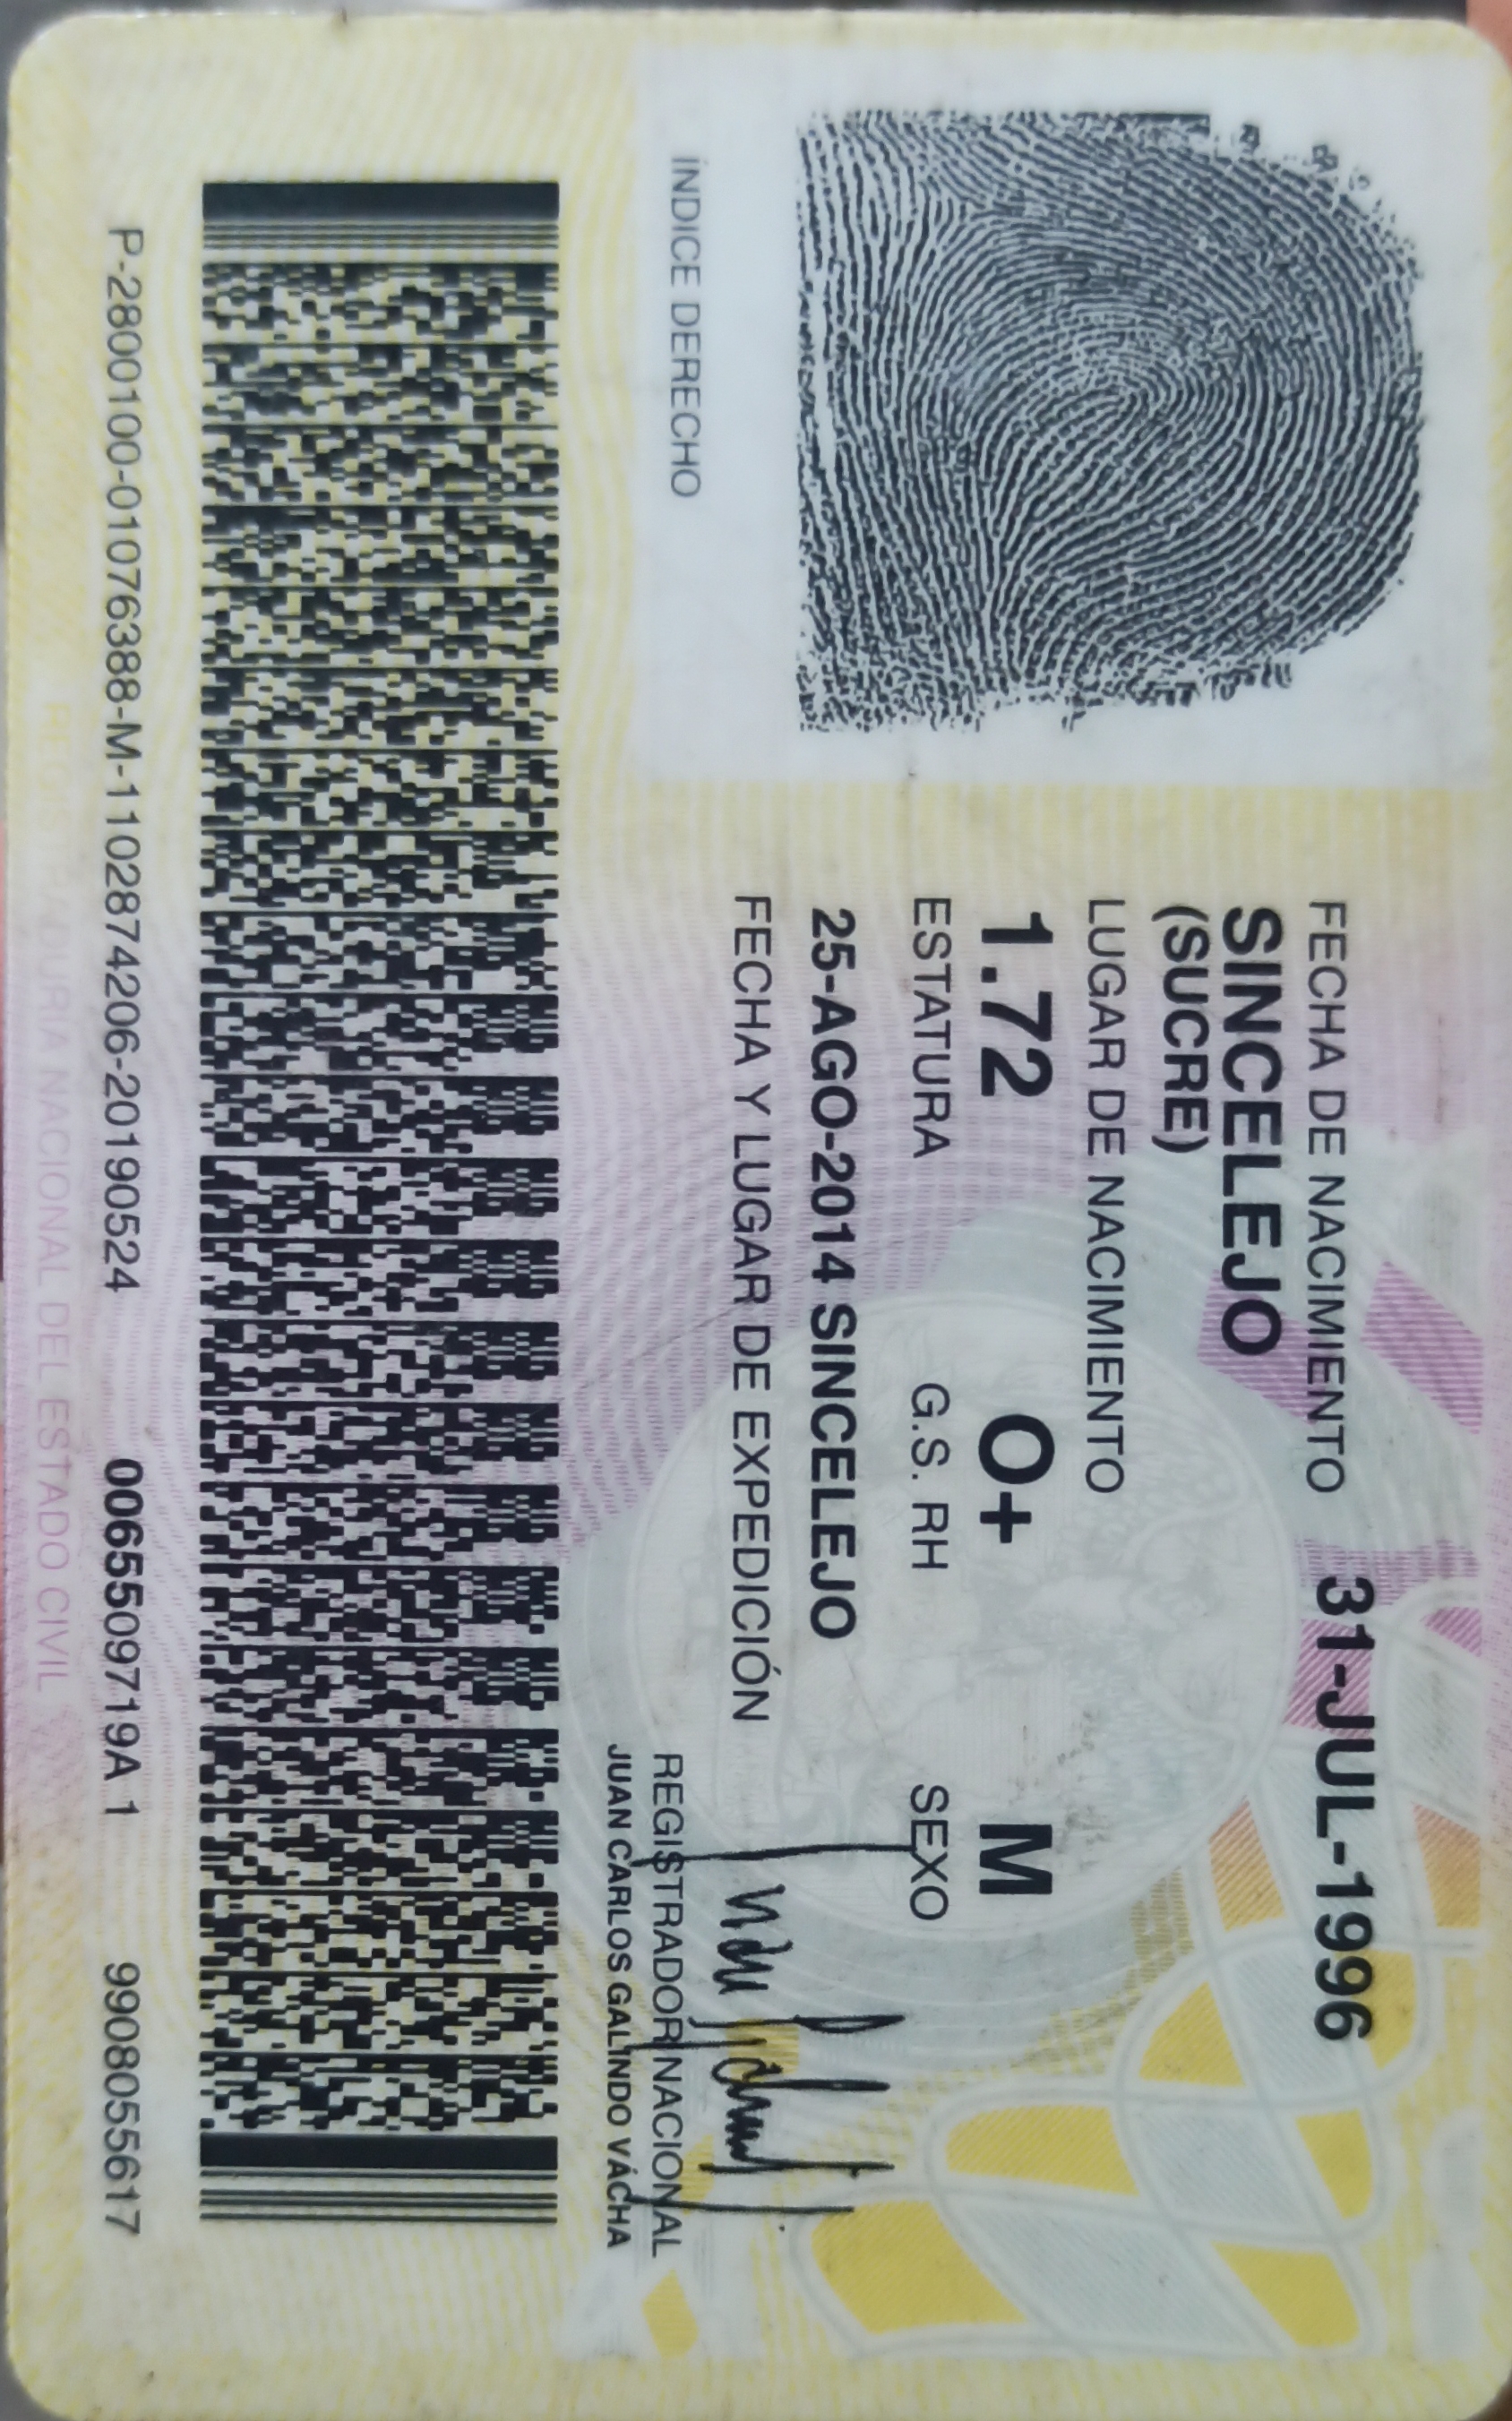 FECHA DE NACIMIENTO 31-JUL-1996
SINCELEJO
(SUCRE)
LUGAR DE NACIMIENTO
1.72 O+ M
ESTATURA G.S. RH SEXO
25-AGO-2014 SINCELEJO
FECHA Y LUGAR DE EXPEDICIÓN
ÍNDICE DERECHO
REGISTRADOR NACIONAL
JUAN CARLOS GALINDO VÁCHA
P-2800100-01076388-M-1102874206-20190524 0065509719A 1 9908055617
REGISTRADURIA NACIONAL DEL ESTADO CIVIL